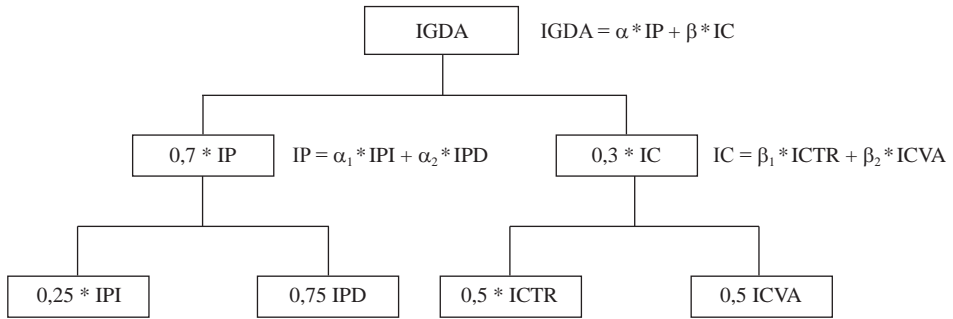 IGDA IGDA = α * IP + β * IC
0,7 * IP IP = α₁ * IPI + α₂ * IPD 0,3 * IC IC = β₁ * ICTR + β₂ * ICVA
0,25 * IPI 0,75 IPD 0,5 * ICTR 0,5 ICVA